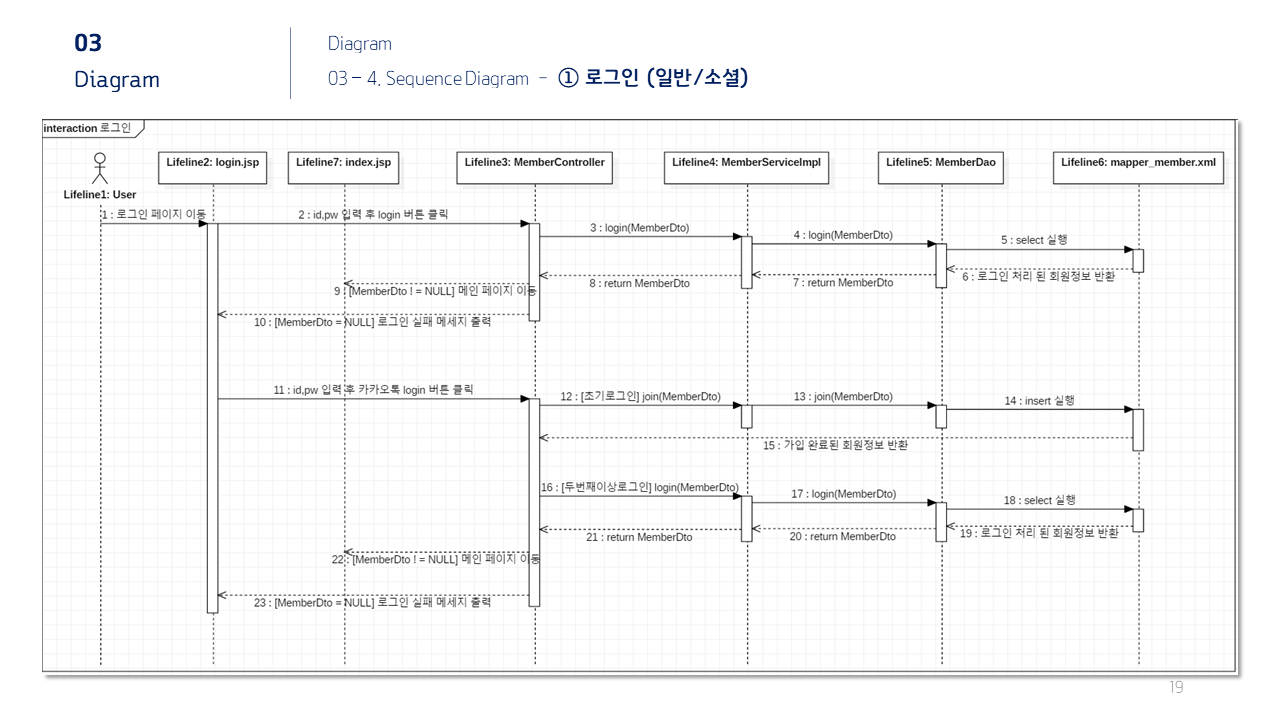 03
Diagram
Diagram
03 – 4. Sequence Diagram – ① 로그인 (일반/소셜)
interaction 로그인
Lifeline1: User
Lifeline2: login.jsp
Lifeline7: index.jsp
Lifeline3: MemberController
Lifeline4: MemberServiceImpl
Lifeline5: MemberDao
Lifeline6: mapper_member.xml
1 : 로그인 페이지 이동
2 : id,pw 입력 후 login 버튼 클릭
3 : login(MemberDto)
4 : login(MemberDto)
5 : select 실행
6 : 로그인 처리 된 회원정보 반환
7 : return MemberDto
8 : return MemberDto
9 : [MemberDto ! = NULL] 메인 페이지 이동
10 : [MemberDto = NULL] 로그인 실패 메세지 출력
11 : id,pw 입력 후 카카오톡 login 버튼 클릭
12 : [초기로그인] join(MemberDto)
13 : join(MemberDto)
14 : insert 실행
15 : 가입 완료된 회원정보 반환
16 : [두번째이상로그인] login(MemberDto)
17 : login(MemberDto)
18 : select 실행
19 : 로그인 처리 된 회원정보 반환
20 : return MemberDto
21 : return MemberDto
22 : [MemberDto ! = NULL] 메인 페이지 이동
23 : [MemberDto = NULL] 로그인 실패 메세지 출력
19